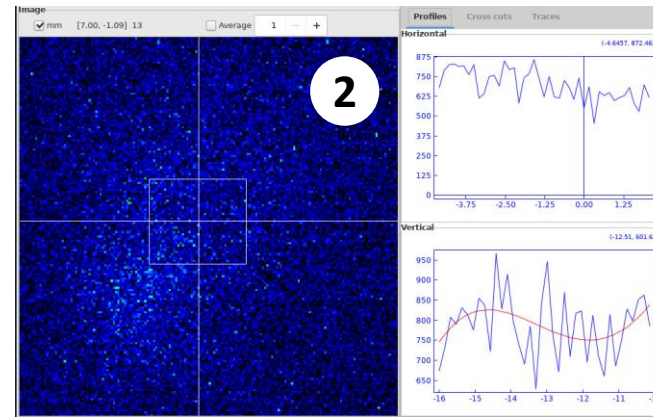 Image
mm [7.00, -1.09] 13 Average 1 - +
2
Profiles Cross cuts Traces
Horizontal
(-4.6457, 872.46
875
750
625
500
375
250
125
0
-3.75 -2.50 -1.25 0.00 1.25
Vertical
(-12.51, 601.6
950
900
850
800
750
700
650
-16 -15 -14 -13 -12 -11